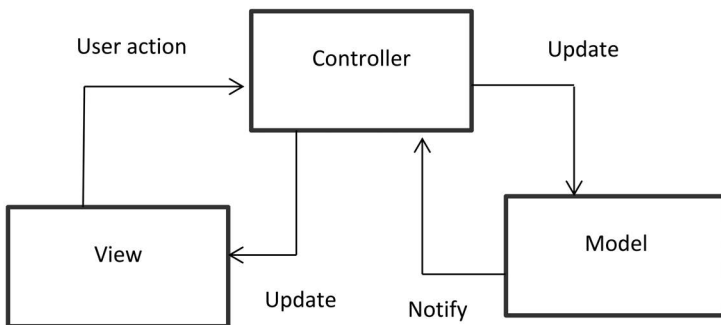 User action
Controller
Update
View
Model
Update
Notify